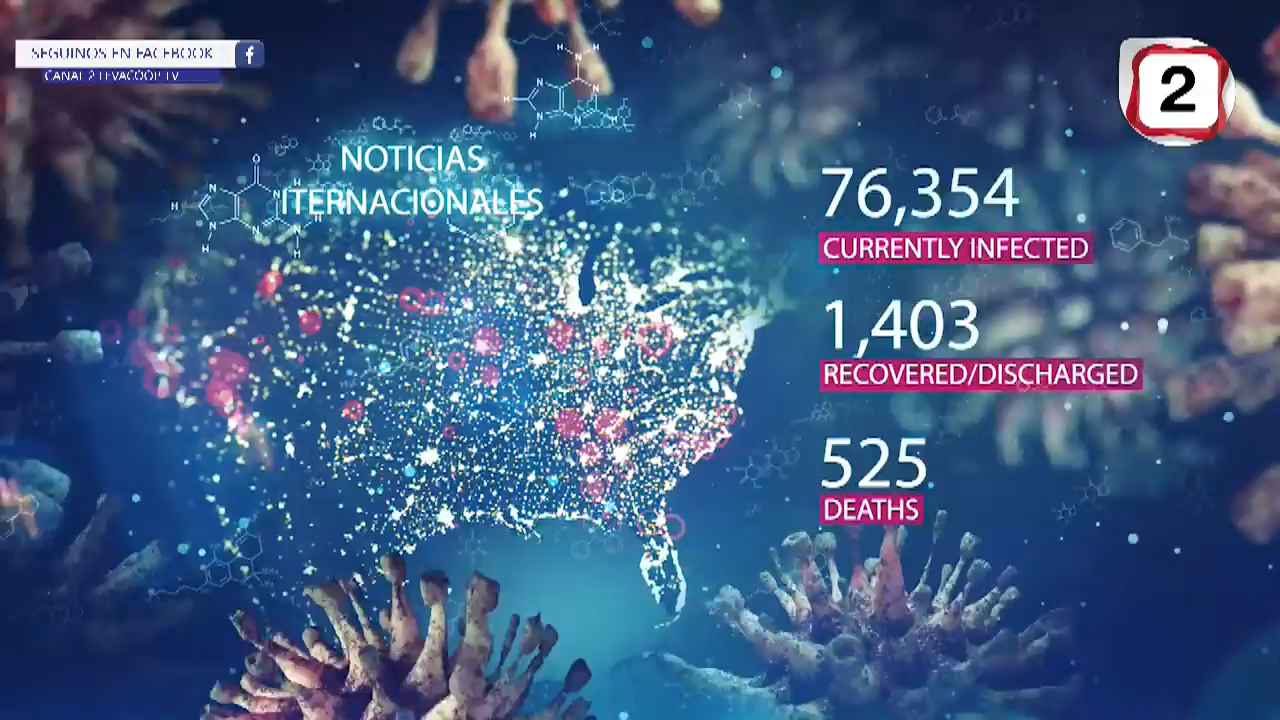 SEGUINOS EN FACEBOOK f
CANAL 2 LEVACOOP TV
2
NOTICIAS
ITERNACIONALES
76,354
CURRENTLY INFECTED
1,403
RECOVERED/DISCHARGED
525
DEATHS